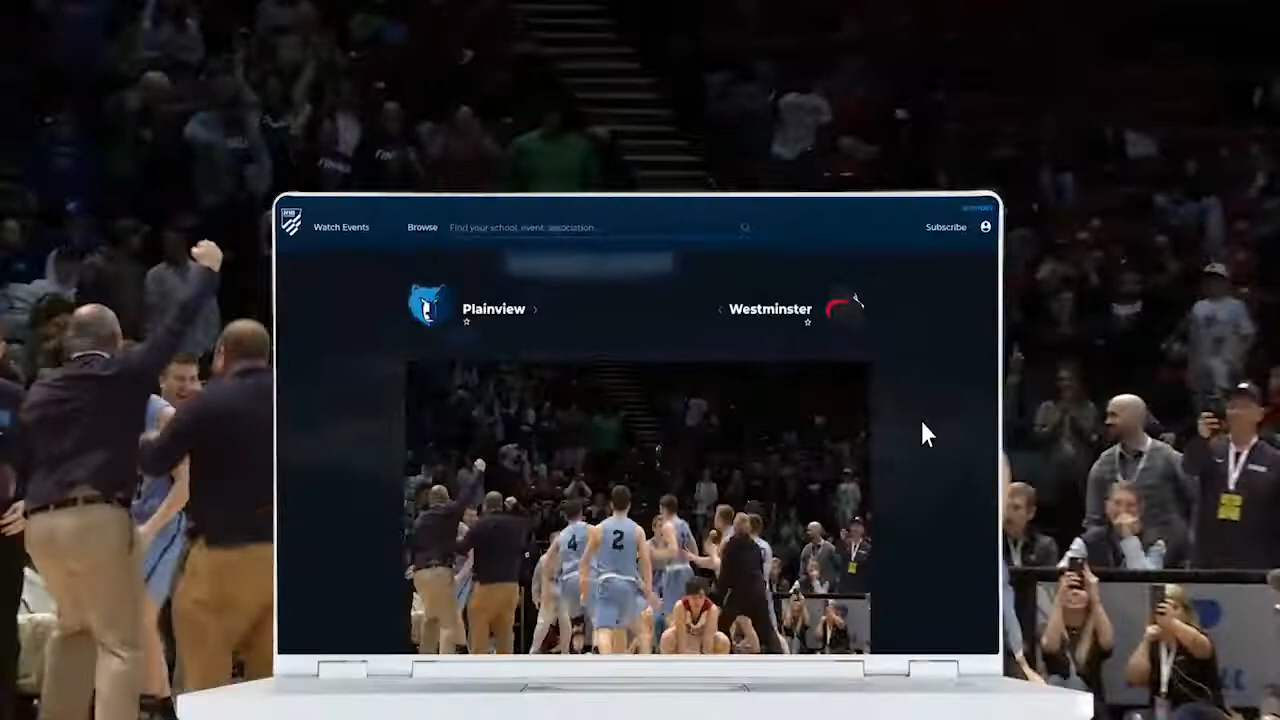 Watch Events
Browse
Find your school, event, association
Subscribe
Plainview
Westminster
4
2